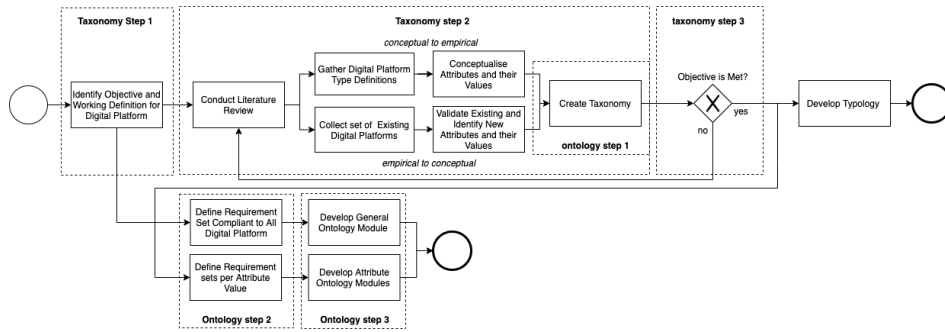 Taxonomy Step 1
Taxonomy step 2
taxonomy step 3
conceptual to empirical
Identify Objective and
Working Definition for
Digital Platform
Conduct Literature
Review
Gather Digital Platform
Type Definitions
Conceptualise
Attributes and their
Values
Collect set of Existing
Digital Platforms
Validate Existing and
Identify New
Attributes and their
Values
Create Taxonomy
ontology step 1
empirical to conceptual
Objective is Met?
yes
no
Develop Typology
Define Requirement
Set Compliant to All
Digital Platform
Develop General
Ontology Module
Define Requirement
sets per Attribute
Value
Develop Attribute
Ontology Modules
Ontology step 2
Ontology step 3